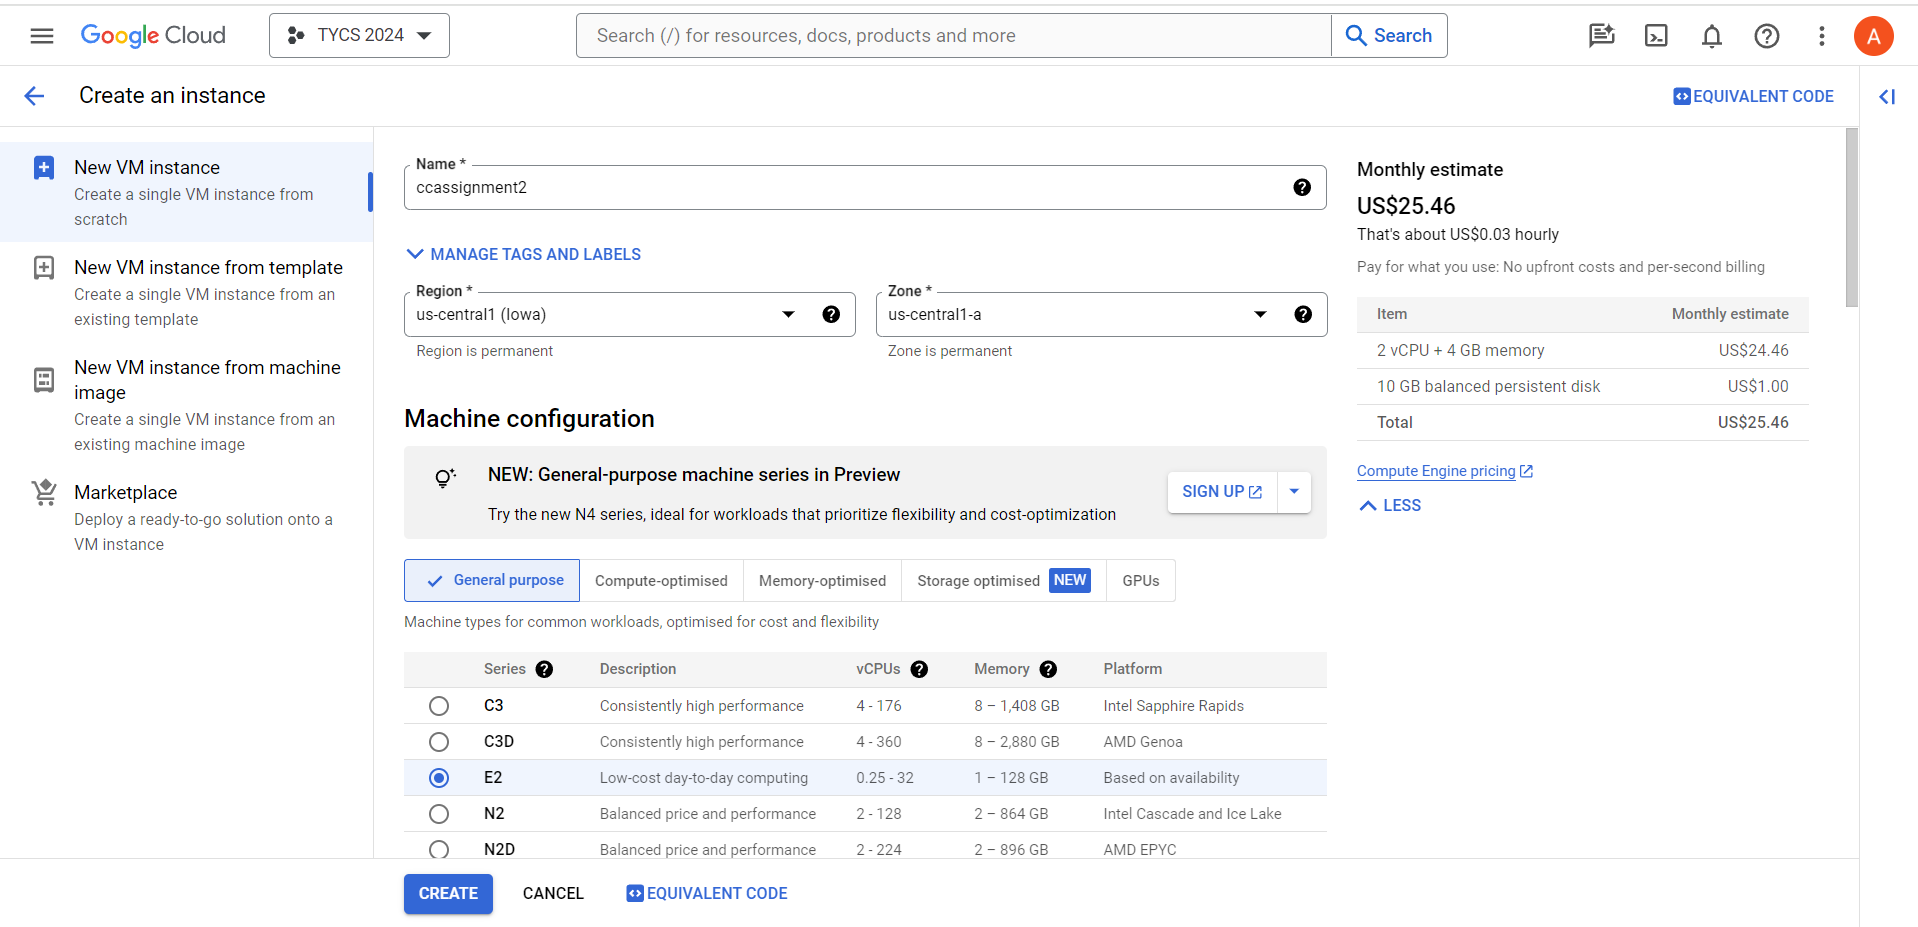 Google Cloud
TYCS 2024
Search (/) for resources, docs, products and more
Search
A
Create an instance
EQUIVALENT CODE
New VM instance
Create a single VM instance from
scratch
New VM instance from template
Create a single VM instance from an
existing template
New VM instance from machine
image
Create a single VM instance from an
existing machine image
Marketplace
Deploy a ready-to-go solution onto a
VM instance
Name *
ccassignment2
MANAGE TAGS AND LABELS
Region *
us-central1 (Iowa)
Region is permanent
Zone *
us-central1-a
Zone is permanent
Machine configuration
NEW: General-purpose machine series in Preview
Try the new N4 series, ideal for workloads that prioritize flexibility and cost-optimization
SIGN UP
General purpose
Compute-optimised
Memory-optimised
Storage optimised NEW
GPUs
Machine types for common workloads, optimised for cost and flexibility
Series Description vCPUs Memory Platform
C3 Consistently high performance 4 - 176 8 – 1,408 GB Intel Sapphire Rapids
C3D Consistently high performance 4 - 360 8 – 2,880 GB AMD Genoa
E2 Low-cost day-to-day computing 0.25 - 32 1 – 128 GB Based on availability
N2 Balanced price and performance 2 - 128 2 – 864 GB Intel Cascade and Ice Lake
N2D Balanced price and performance 2 - 224 2 – 896 GB AMD EPYC
CREATE
CANCEL
EQUIVALENT CODE
Monthly estimate
US$25.46
That's about US$0.03 hourly
Pay for what you use: No upfront costs and per-second billing
Item Monthly estimate
2 vCPU + 4 GB memory US$24.46
10 GB balanced persistent disk US$1.00
Total US$25.46
Compute Engine pricing
LESS